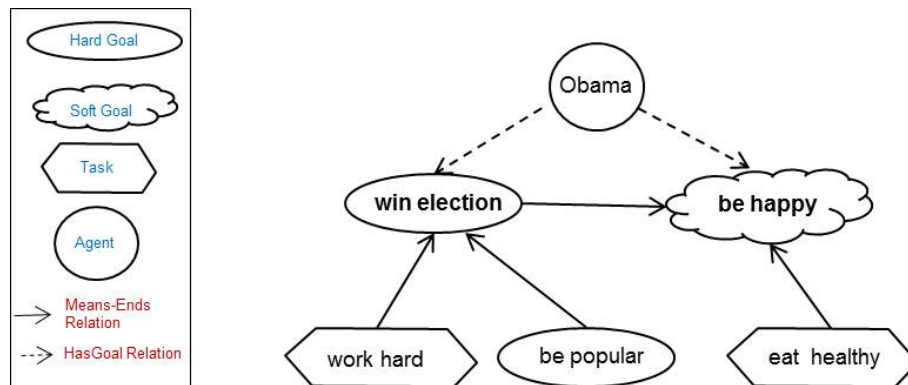 Hard Goal
Soft Goal
Task
Agent
Means-Ends
Relation
HasGoal Relation
Obama
win election
be happy
work hard
be popular
eat healthy